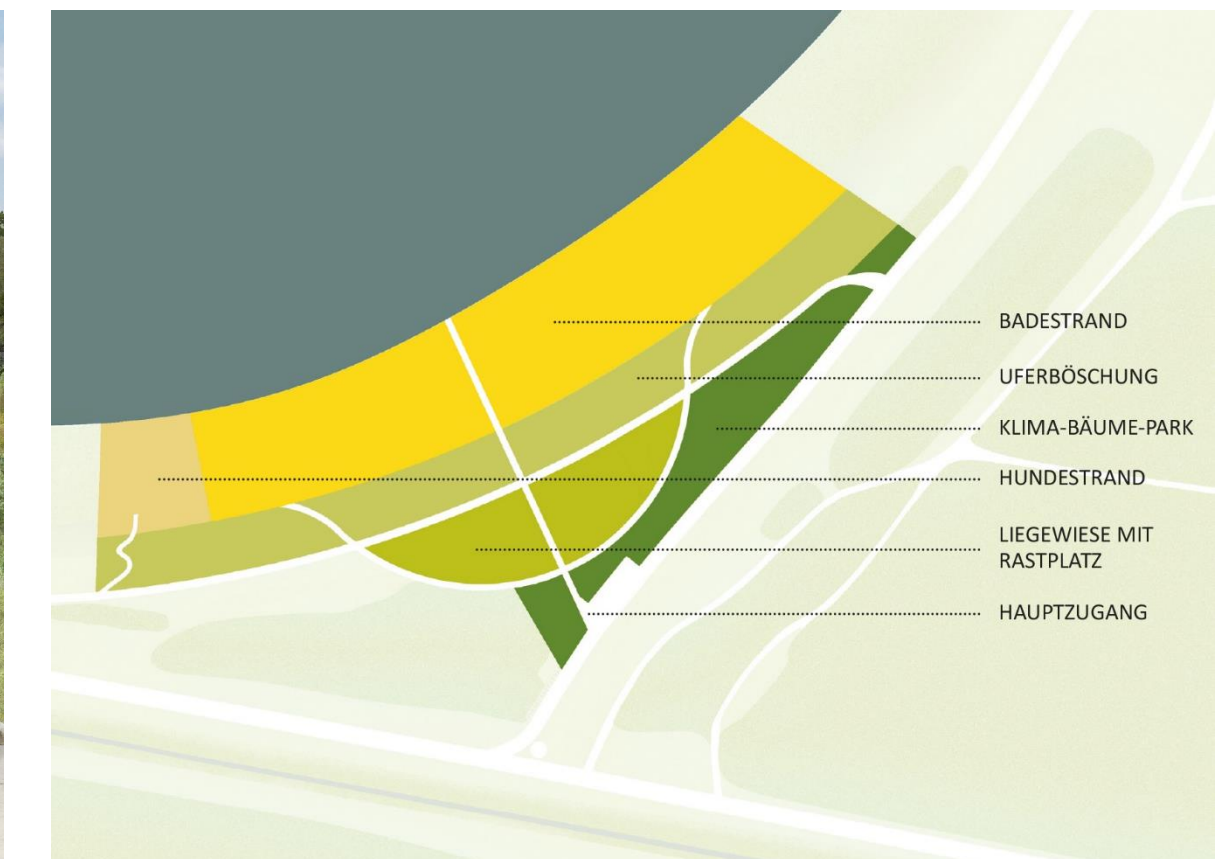 BADESTRAND
UFERBÖSCHUNG
KLIMA-BÄUME-PARK
HUNDESTRAND
LIEGEWIESE MIT
RASTPLATZ
HAUPTZUGANG